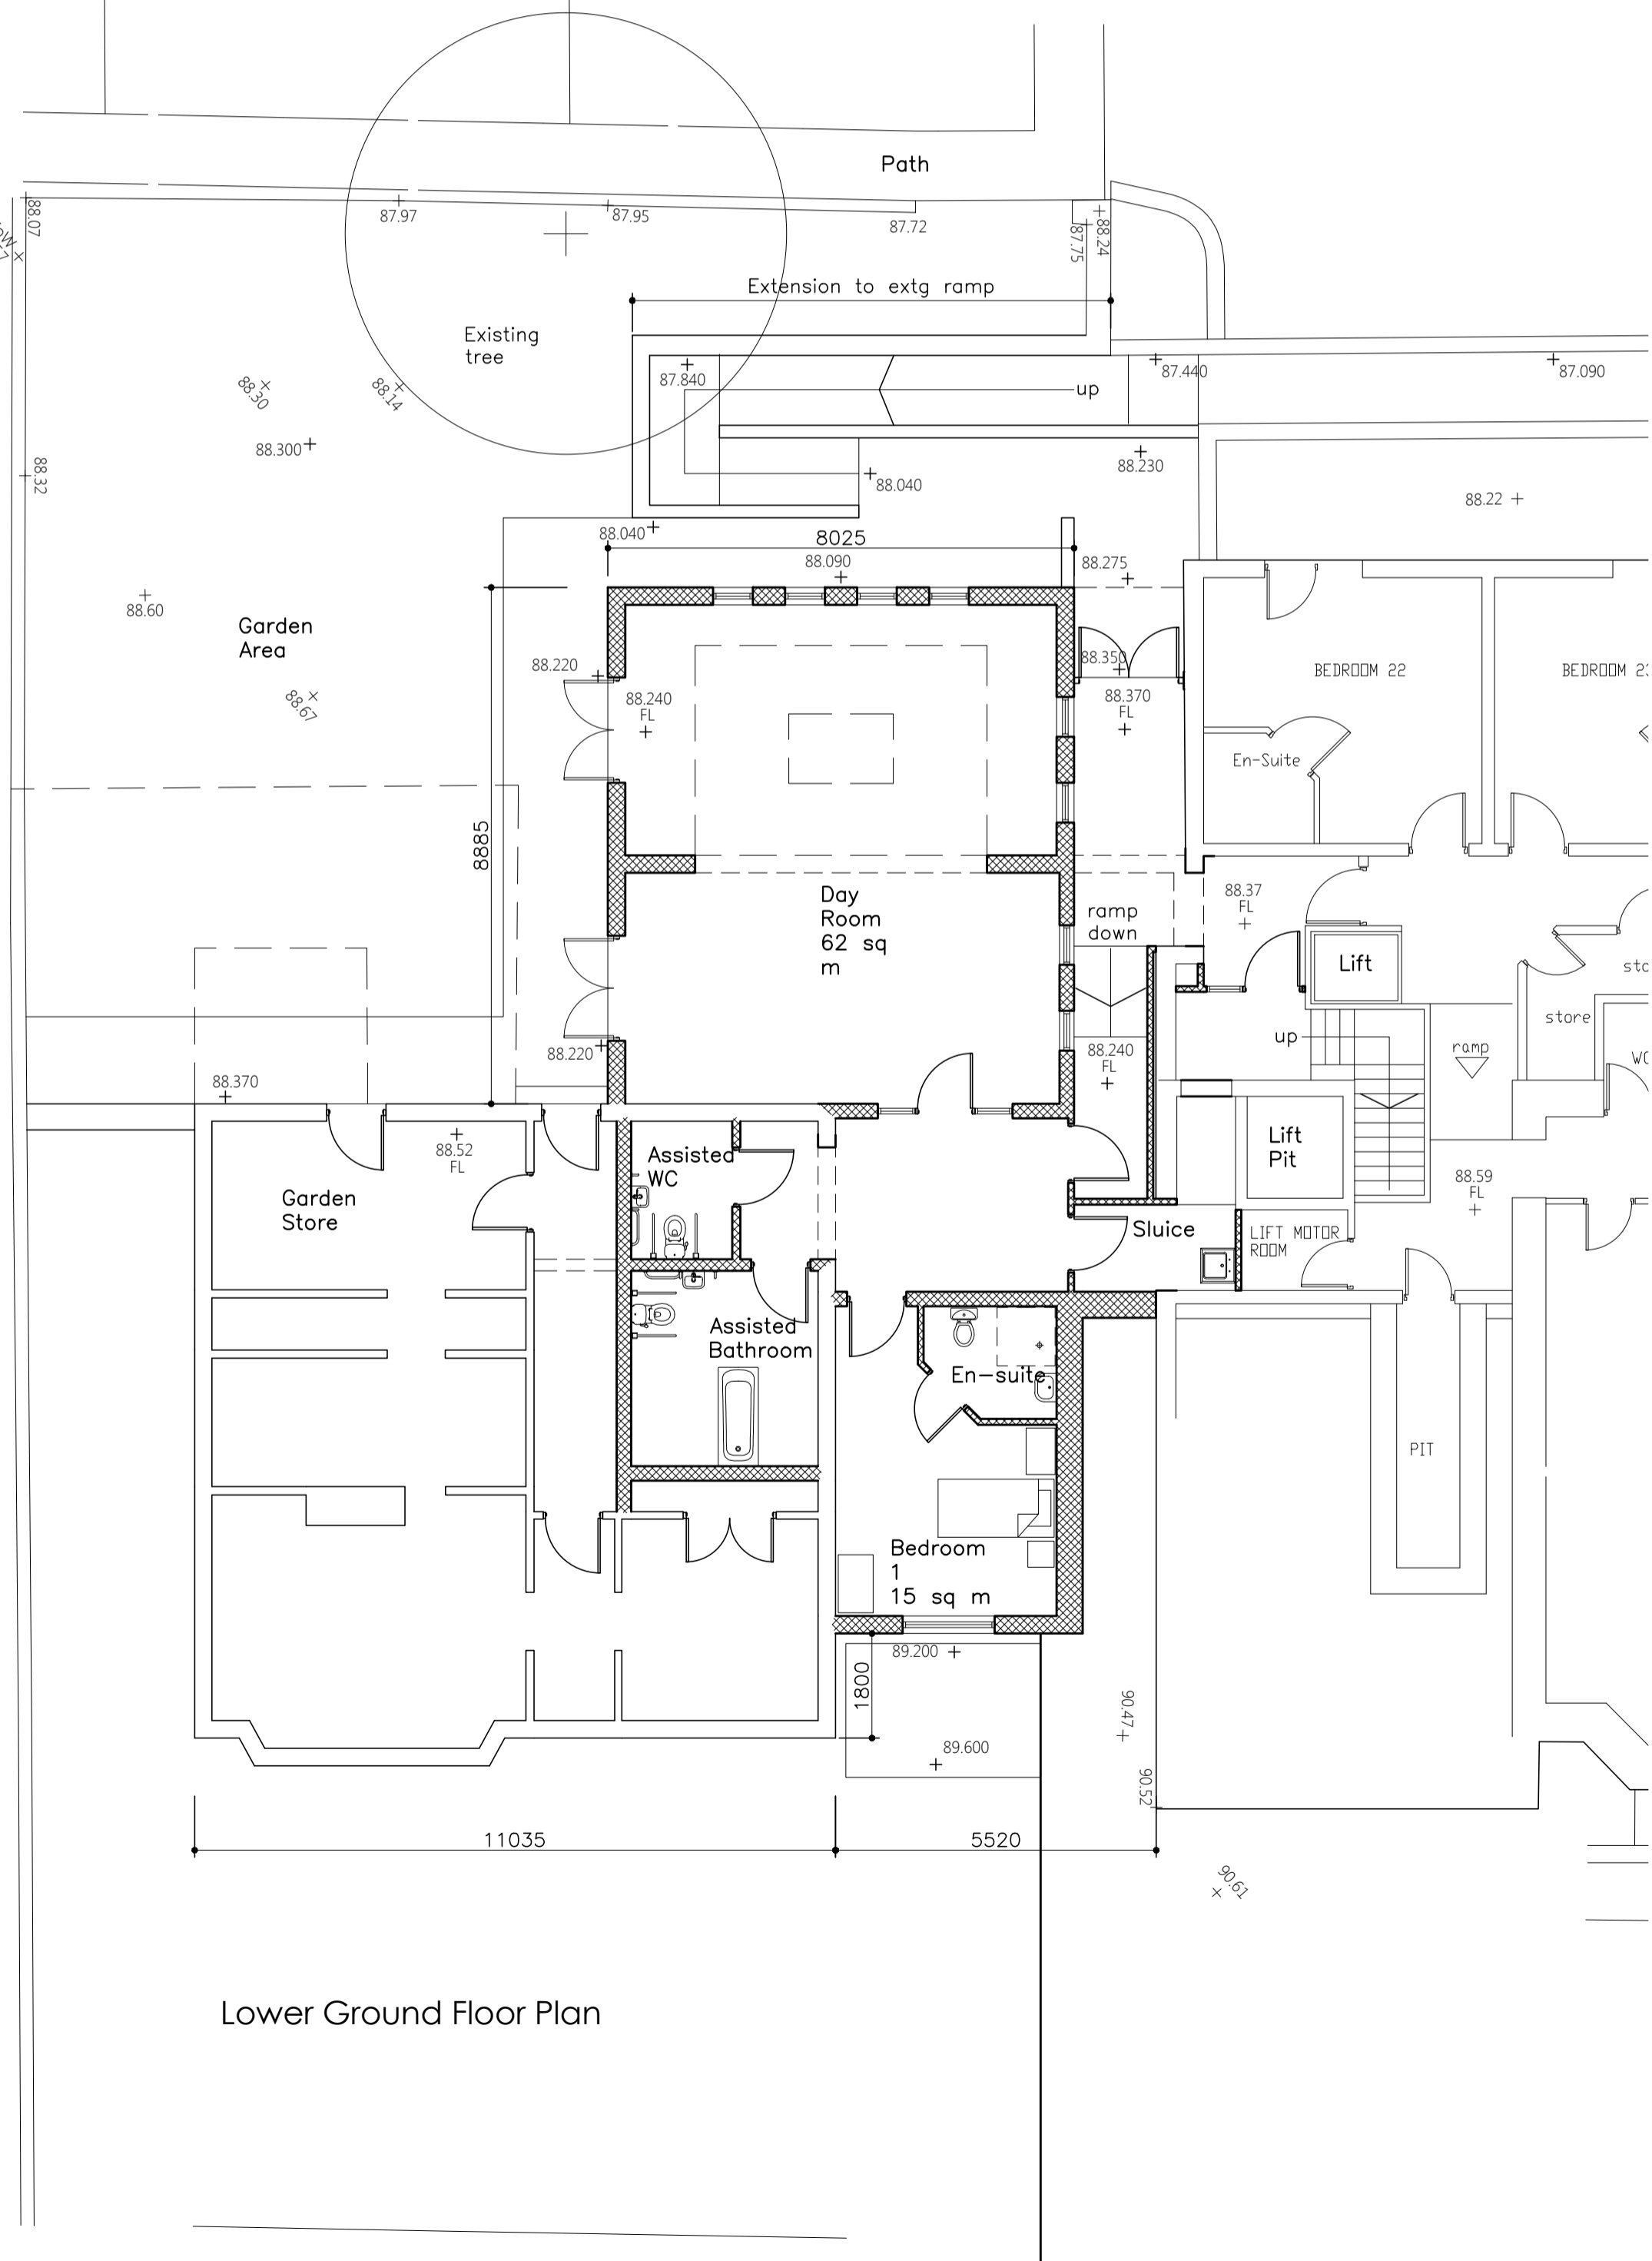 Path
88.07
87.97
87.95
87.72
87.75
88.24
Extension to extg ramp
Existing
tree
88.30
88.14
87.840
up
87.440
87.090
88.300
88.32
88.040
88.230
88.22
88.040
8025
88.090
88.275
88.60
Garden
Area
88.220
88.240
FL
88.350
88.370
FL
BEDROOM 22
88.67
En-Suite
8885
Day
Room
62 sq
m
ramp
down
88.37
FL
Lift
store
up
ramp
88.220
88.240
FL
88.370
88.52
FL
Assisted
WC
Lift
Pit
88.59
FL
Garden
Store
Sluice
LIFT MOTOR
ROOM
Assisted
Bathroom
En-suite
PIT
Bedroom
1
15 sq m
89.200
1800
90.47
89.600
90.52
11035
5520
90.61
Lower Ground Floor Plan